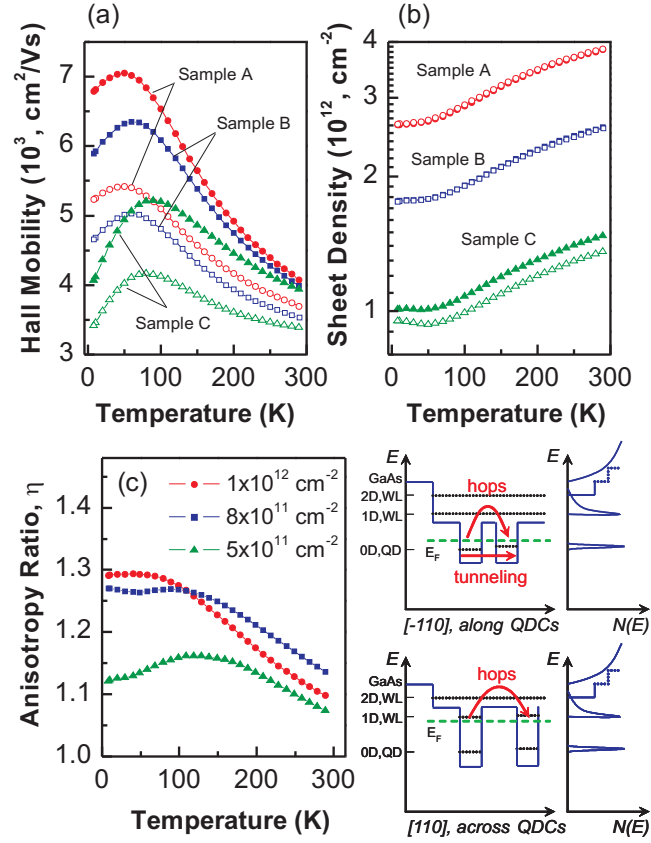 (a)
Hall Mobility (10³, cm²/Vs)
7
6
5
4
3
Sample A
Sample B
Sample C
0
100
200
300
Temperature (K)
(b)
Sheet Density (10¹², cm⁻²)
4
3
2
1
Sample A
Sample B
Sample C
0
100
200
300
Temperature (K)
(c)
Anisotropy Ratio, η
1.4
1.3
1.2
1.1
1.0
1x10¹² cm⁻²
8x10¹¹ cm⁻²
5x10¹¹ cm⁻²
0
100
200
300
Temperature (K)
E
E
GaAs
hops
2D,WL
1D,WL
E_F
0D,QD
tunneling
[-110], along QDCs
N(E)
E
E
hops
GaAs
2D,WL
1D,WL
E_F
0D,QD
[110], across QDCs
N(E)